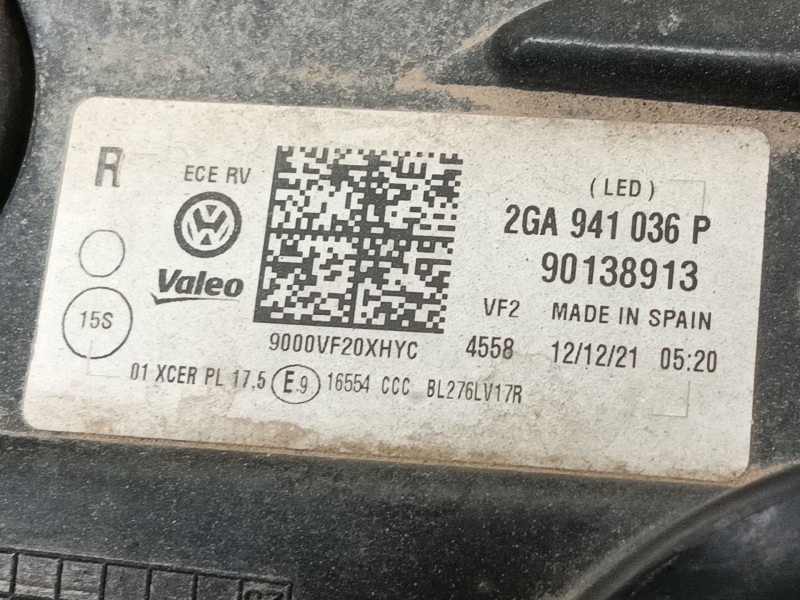 R
ECE RV
(LED)
2GA 941 036 P
90138913
Valeo
15S
VF2 MADE IN SPAIN
9000VF20XHYC
4558 12/12/21 05:20
01 XCER PL 17,5 E9 16554 CCC BL276LV17R